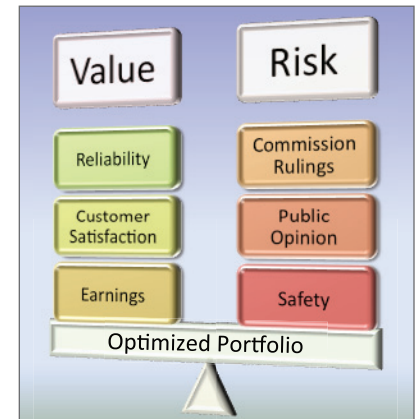 Value
Risk
Reliability
Commission
Rulings
Customer
Satisfaction
Public
Opinion
Earnings
Safety
Optimized Portfolio